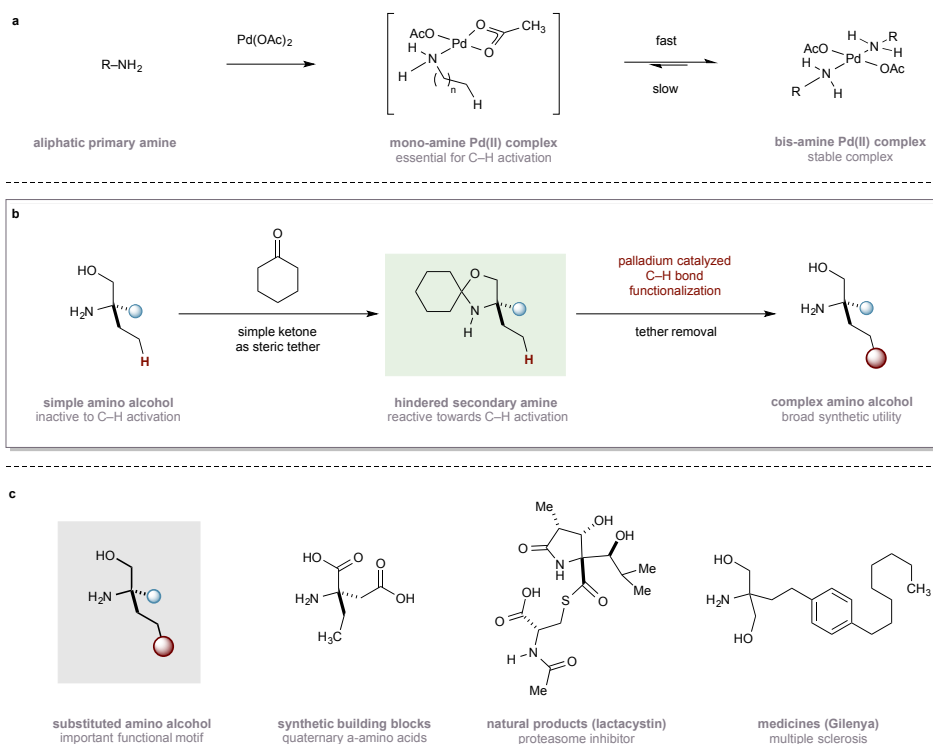 a
R–NH2
Pd(OAc)2
AcO
Pd
O
O
CH3
H
N
H
( )n
H
fast
slow
R
H
N
H
AcO
Pd
OAc
H
N
H
R
aliphatic primary amine
mono-amine Pd(II) complex
essential for C–H activation
bis-amine Pd(II) complex
stable complex
b
HO
H2N
H
O
simple ketone
as steric tether
O
N
H
H
palladium catalyzed
C–H bond
functionalization
tether removal
HO
H2N
simple amino alcohol
inactive to C–H activation
hindered secondary amine
reactive towards C–H activation
complex amino alcohol
broad synthetic utility
c
HO
H2N
HO
O
O
H2N
OH
H3C
Me
OH
OH
O
NH
Me
Me
S
O
OH
O
H
N
O
Me
HO
H2N
HO
CH3
substituted amino alcohol
important functional motif
synthetic building blocks
quaternary a-amino acids
natural products (lactacystin)
proteasome inhibitor
medicines (Gilenya)
multiple sclerosis